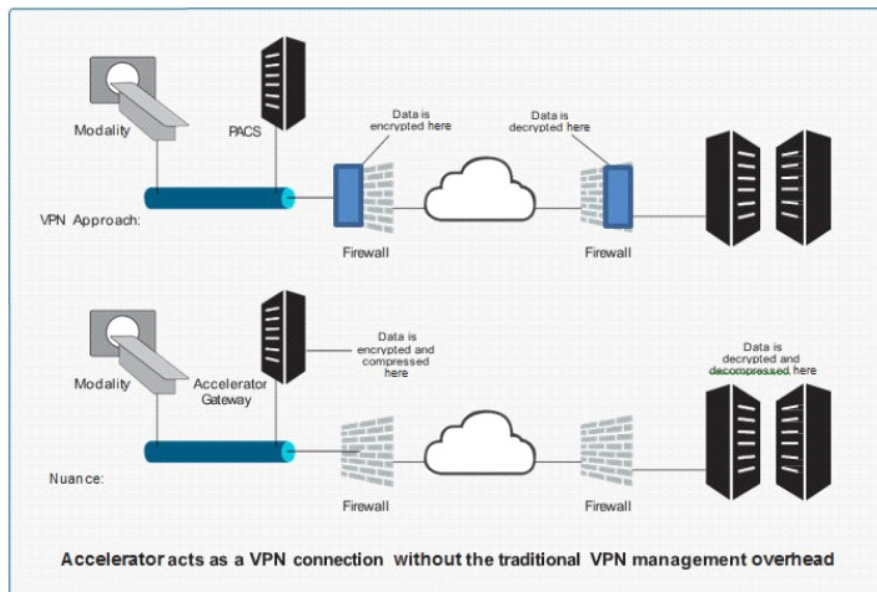 Modality
PACS
Data is
encrypted here
Data is
decrypted here
VPN Approach:
Firewall
Firewall
Modality
Accelerator
Gateway
Data is
encrypted and
compressed
here
Data is
decrypted and
decompressed here
Nuance:
Firewall
Firewall
Accelerator acts as a VPN connection without the traditional VPN management overhead